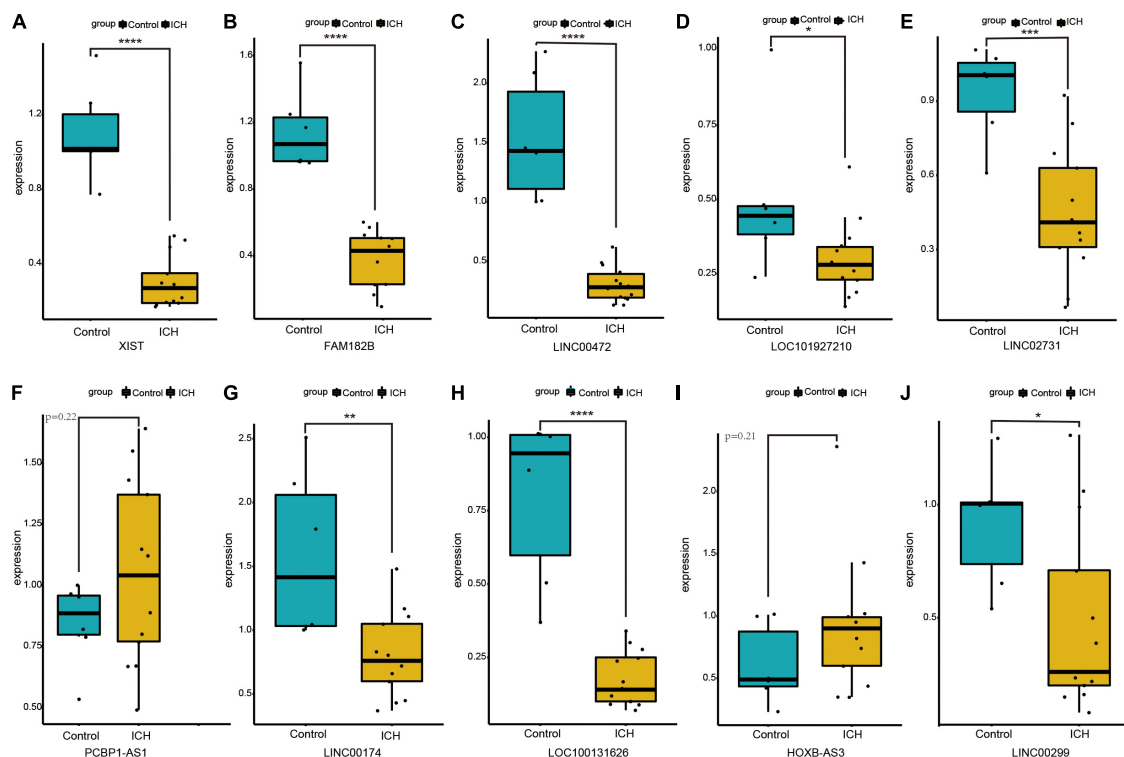 A
group Control ICH
****
expression
1.2
0.8
0.4
Control ICH
XIST
B
group Control ICH
****
expression
1.6
1.2
0.8
0.4
0.0
Control ICH
FAM182B
C
group Control ICH
****
expression
2.0
1.5
1.0
0.5
Control ICH
LINC00472
D
group Control ICH
*
expression
1.00
0.75
0.50
0.25
Control ICH
LOC101927210
E
group Control ICH
***
expression
0.9
0.6
0.3
Control ICH
LINC02731
F
group Control ICH
p=0.22
expression
1.50
1.25
1.00
0.75
0.50
Control ICH
PCBP1-AS1
G
group Control ICH
**
expression
2.5
2.0
1.5
1.0
0.5
Control ICH
LINC00174
H
group Control ICH
****
expression
1.00
0.75
0.50
0.25
Control ICH
LOC100131626
I
group Control ICH
p=0.21
expression
2.0
1.5
1.0
0.5
Control ICH
HOXB-AS3
J
group Control ICH
*
expression
1.0
0.5
Control ICH
LINC00299